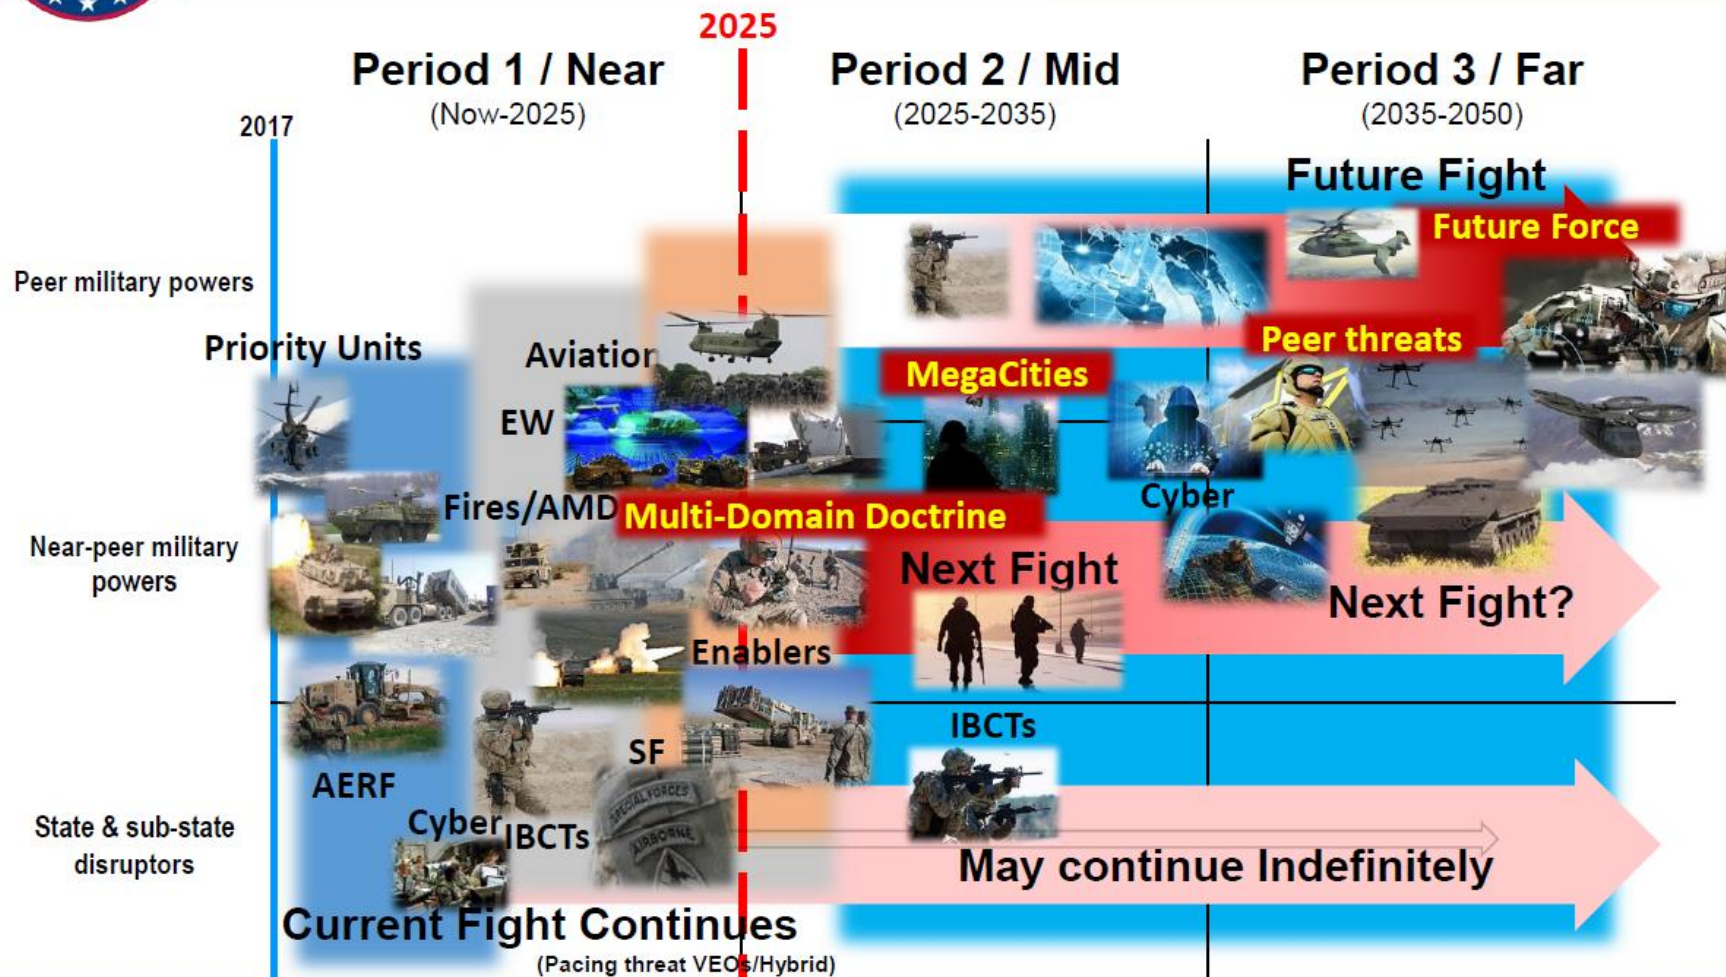 2025
Period 1 / Near
(Now-2025)
Period 2 / Mid
(2025-2035)
Period 3 / Far
(2035-2050)
2017
Future Fight
Future Force
Peer military powers
Priority Units
Aviation
Peer threats
MegaCities
EW
Cyber
Fires/AMD
Multi-Domain Doctrine
Near-peer military
powers
Next Fight
Next Fight?
Enablers
IBCTs
SF
AERF
SPECIAL FORCES
AIRBORNE
Cyber
IBCTs
State & sub-state
disruptors
May continue Indefinitely
Current Fight Continues
(Pacing threat VEOs/Hybrid)